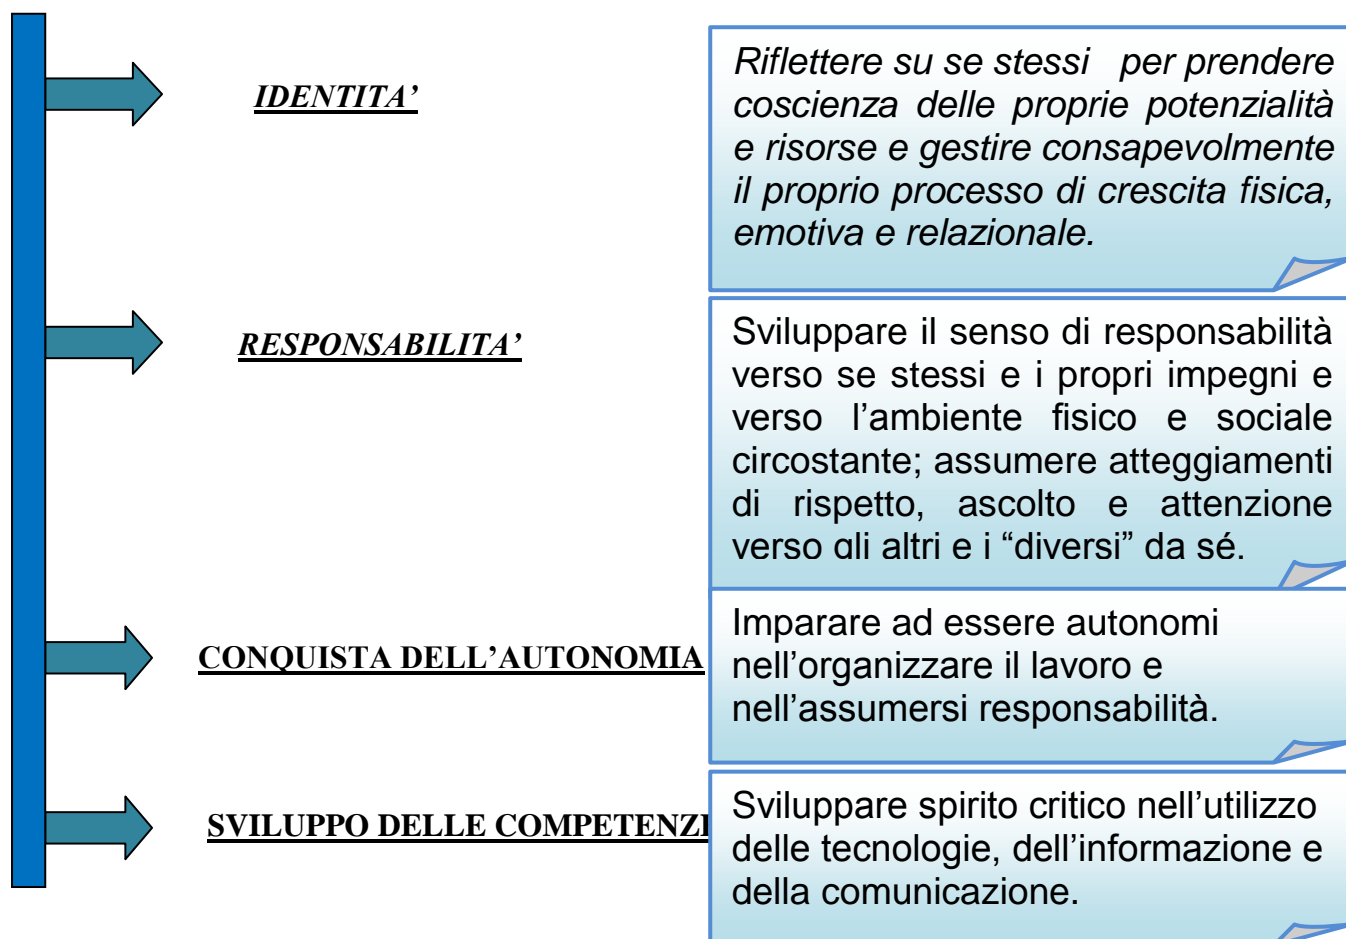 IDENTITA’
Riflettere su se stessi per prendere
coscienza delle proprie potenzialità
e risorse e gestire consapevolmente
il proprio processo di crescita fisica,
emotiva e relazionale.
RESPONSABILITA’
Sviluppare il senso di responsabilità
verso se stessi e i propri impegni e
verso l’ambiente fisico e sociale
circostante; assumere atteggiamenti
di rispetto, ascolto e attenzione
verso gli altri e i “diversi” da sé.
CONQUISTA DELL’AUTONOMIA
Imparare ad essere autonomi
nell’organizzare il lavoro e
nell’assumersi responsabilità.
SVILUPPO DELLE COMPETENZE
Sviluppare spirito critico nell’utilizzo
delle tecnologie, dell’informazione e
della comunicazione.